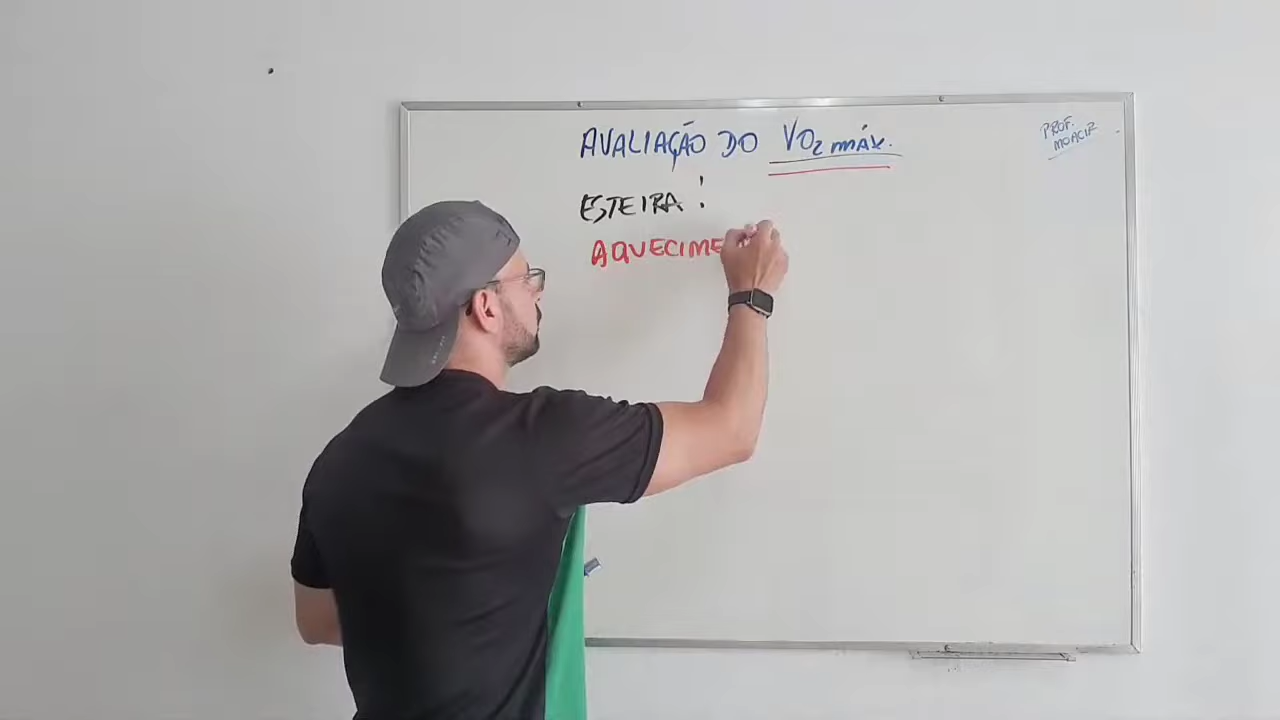 AVALIAÇÃO DO VO2 máx.
PROF.
MOACIR
ESTEIRA!
AQUECIME